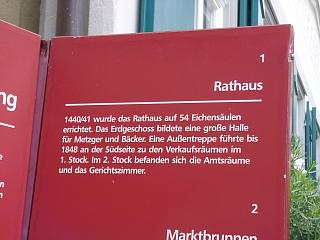 ng
1
Rathaus
1440/41 wurde das Rathaus auf 54 Eichensäulen
errichtet. Das Erdgeschoss bildete eine große Halle
für Metzger und Bäcker. Eine Außentreppe führte bis
1848 an der Südseite zu den Verkaufsräumen im
1. Stock. Im 2. Stock befanden sich die Amtsräume
und das Gerichtszimmer.
2
Marktbrunnen